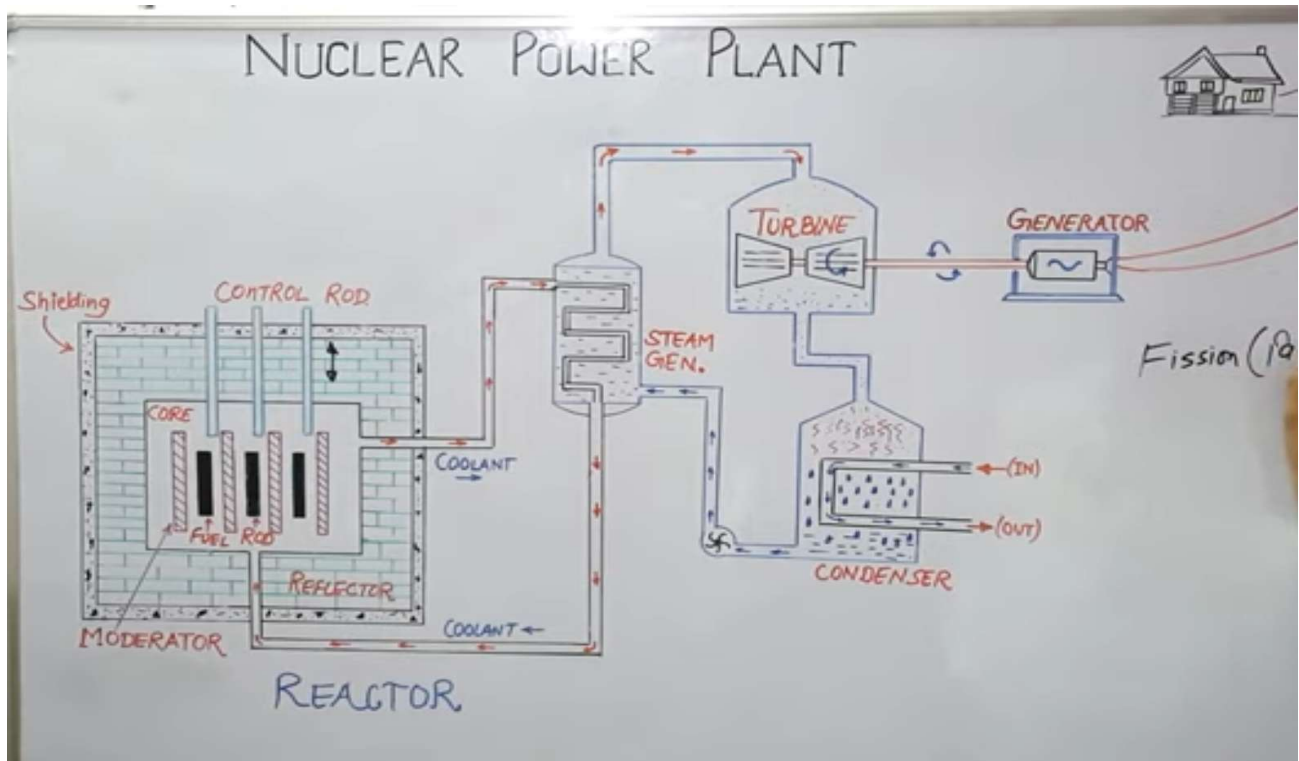 NUCLEAR POWER PLANT
TURBINE
GENERATOR
Shielding
CONTROL ROD
STEAM
GEN.
Fission (
CORE
COOLANT
(IN)
FUEL ROD
(OUT)
REFLECTOR
CONDENSER
MODERATOR
COOLANT
REACTOR